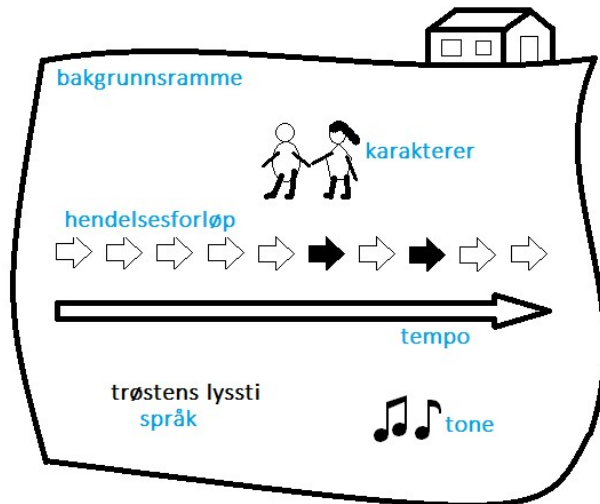 bakgrunnsramme
karakterer
hendelsesforløp
tempo
trøstens lyssti
språk
tone